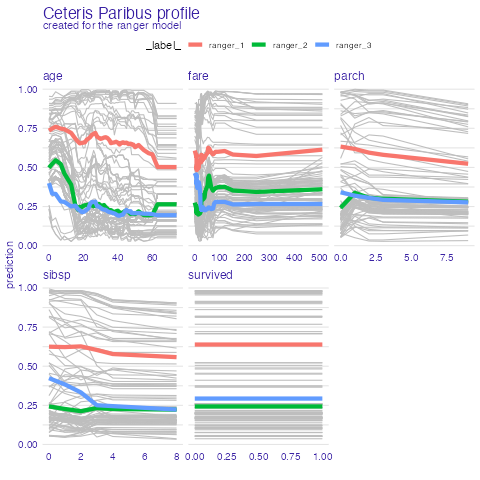 Ceteris Paribus profile
created for the ranger model
_label_ ranger_1 ranger_2 ranger_3
age fare parch
1.00
0.75
0.50
0.25
0.00
0 20 40 60 0 100 200 300 400 500 0.0 2.5 5.0 7.5
prediction
sibsp survived
1.00
0.75
0.50
0.25
0.00
0 2 4 6 8 0.00 0.25 0.50 0.75 1.00